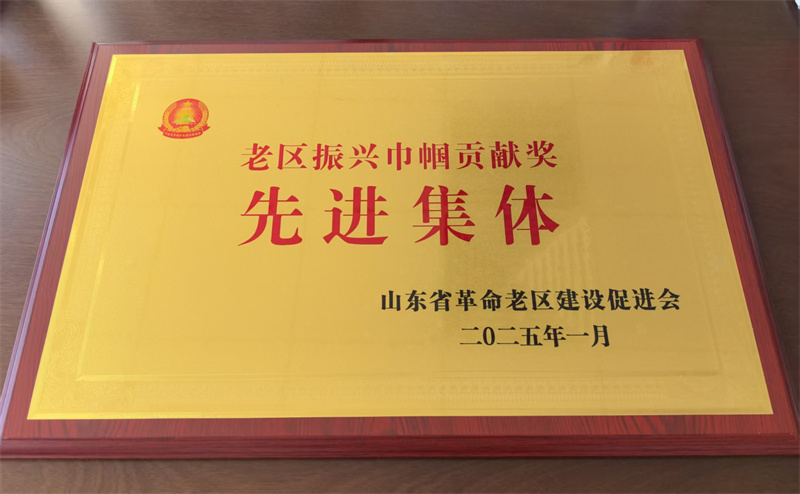 老区振兴巾帼贡献奖
先进集体
山东省革命老区建设促进会
二〇二五年一月